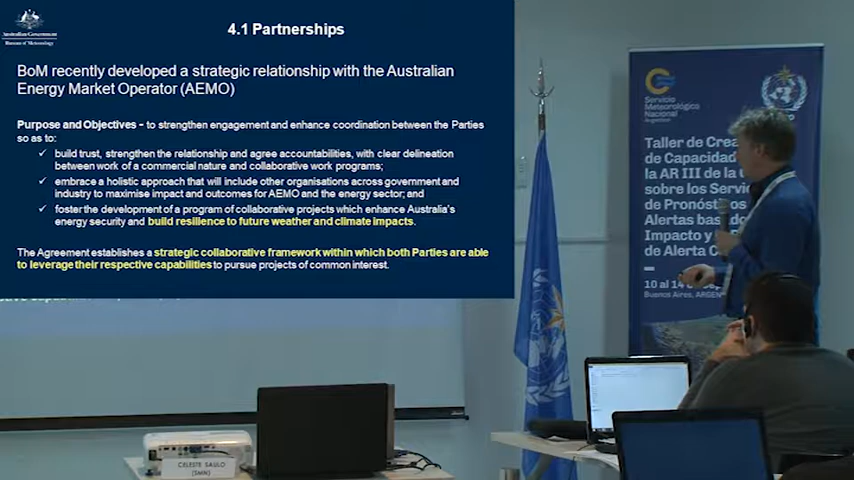 Australian Government
Bureau of Meteorology
4.1 Partnerships
BoM recently developed a strategic relationship with the Australian
Energy Market Operator (AEMO)
Purpose and Objectives – to strengthen engagement and enhance coordination between the Parties
so as to:
✓ build trust, strengthen the relationship and agree accountabilities, with clear delineation
between work of a commercial nature and collaborative work programs;
✓ embrace a holistic approach that will include other organisations across government and
industry to maximise impact and outcomes for AEMO and the energy sector; and
✓ foster the development of a program of collaborative projects which enhance Australia's
energy security and build resilience to future weather and climate impacts.
The Agreement establishes a strategic collaborative framework within which both Parties are able
to leverage their respective capabilities to pursue projects of common interest.
Servicio
Meteorológico
Nacional
Argentina
Taller de Crea
de Capacidad
la AR III de la
sobre los Servic
de Pronóstico
Alertas bas
Impacto y
de Alerta C
10 al 14 de
Buenos Aires, ARGEN
CELESTE SAULO
(SMN)